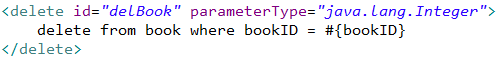 <delete id="delBook" parameterType="java.lang.Integer">
delete from book where bookID = #{bookID}
</delete>